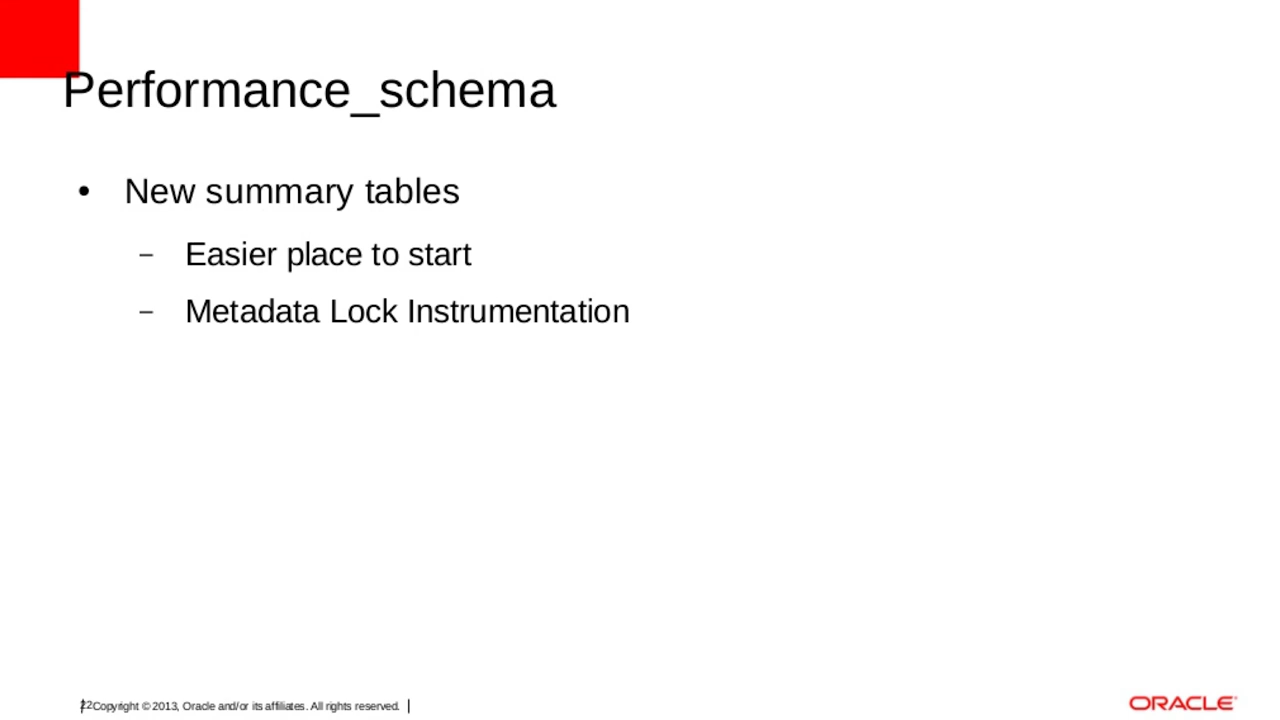 Performance_schema
• New summary tables
– Easier place to start
– Metadata Lock Instrumentation
22 Copyright © 2013, Oracle and/or its affiliates. All rights reserved.
ORACLE